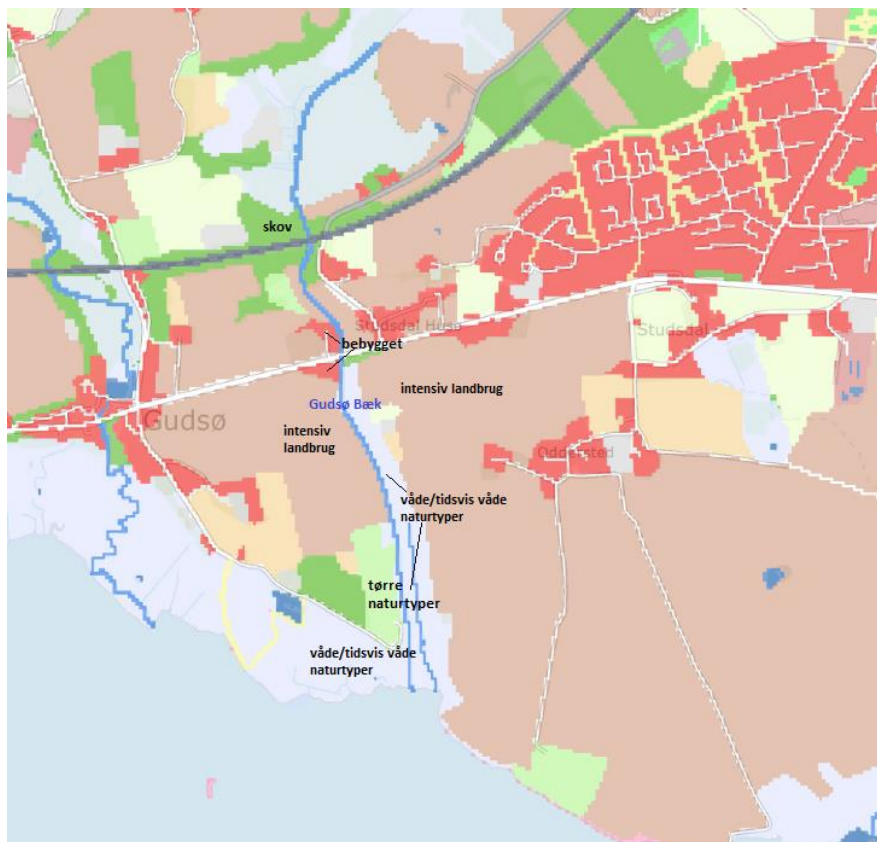 skov
Studsdal Huse
Studsdal
bebygget
intensiv landbrug
Gudsø Bæk
Gudsø
intensiv
landbrug
Oddersted
våde/tidsvis våde
naturtyper
tørre
naturtyper
våde/tidsvis våde
naturtyper